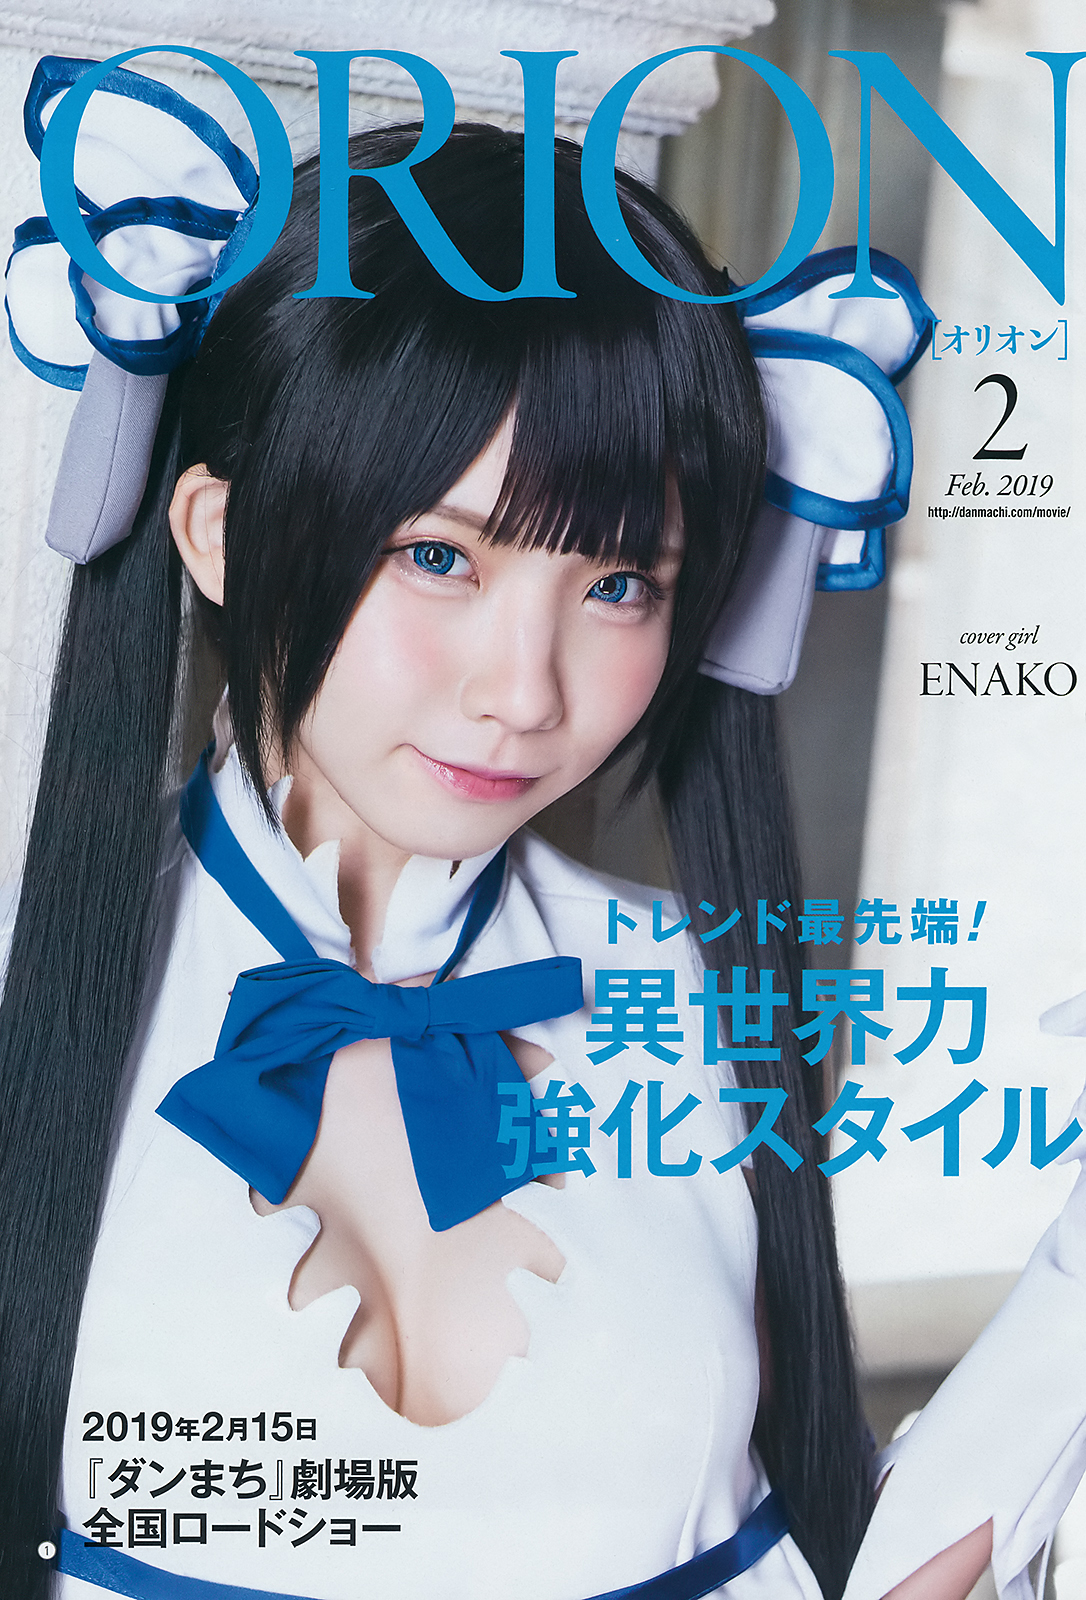 ORION
[オリオン]
2
Feb. 2019
http://danmachi.com/movie/
cover girl
ENAKO
トレンド最先端!
異世界力
強化スタイル
2019年2月15日
『ダンまち』劇場版
全国ロードショー
1